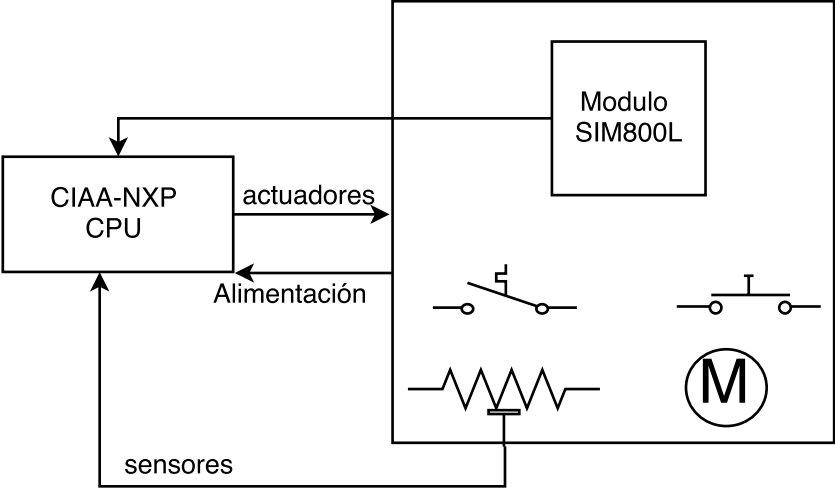 Modulo
SIM800L
CIAA-NXP
CPU
actuadores
Alimentación
M
sensores